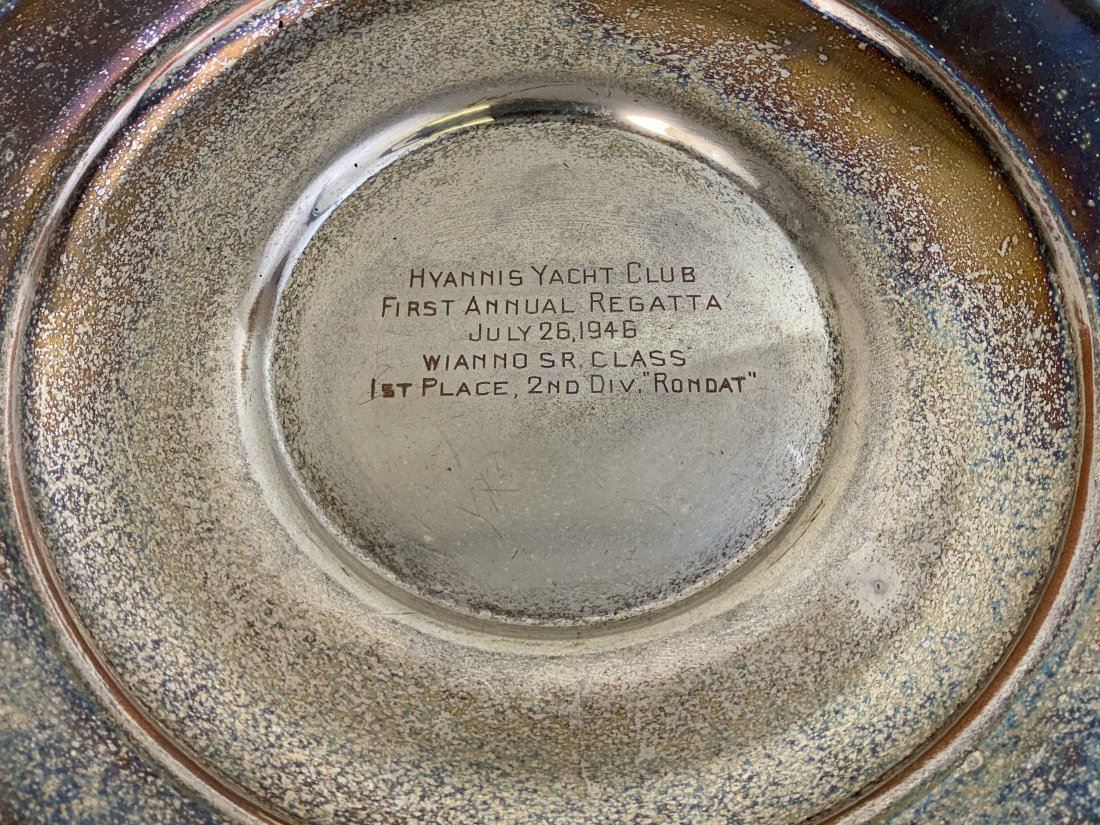 HYANNIS YACHT CLUB
FIRST ANNUAL REGATTA
JULY 26, 1946
WIANNO SR. CLASS
1ST PLACE, 2ND DIV. "RONDAT"